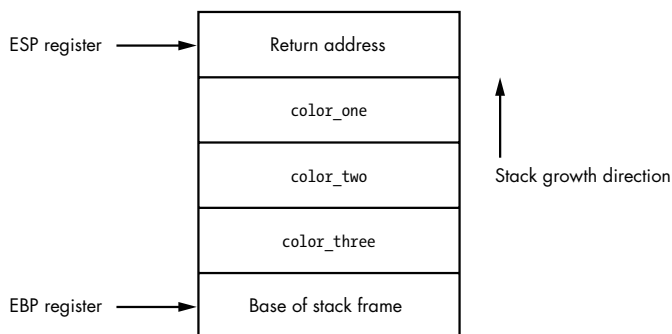 ESP register
Return address
color_one
color_two
Stack growth direction
color_three
EBP register
Base of stack frame